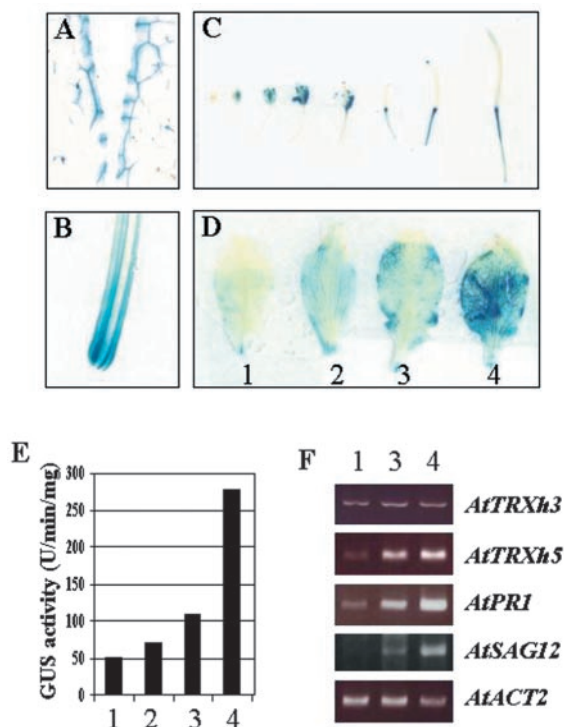 A
C
B
D
1 2 3 4
E
GUS activity (U/min/mg)
300
250
200
150
100
50
0
1 2 3 4
F
1 3 4
AtTRXh3
AtTRXh5
AtPR1
AtSAG12
AtACT2